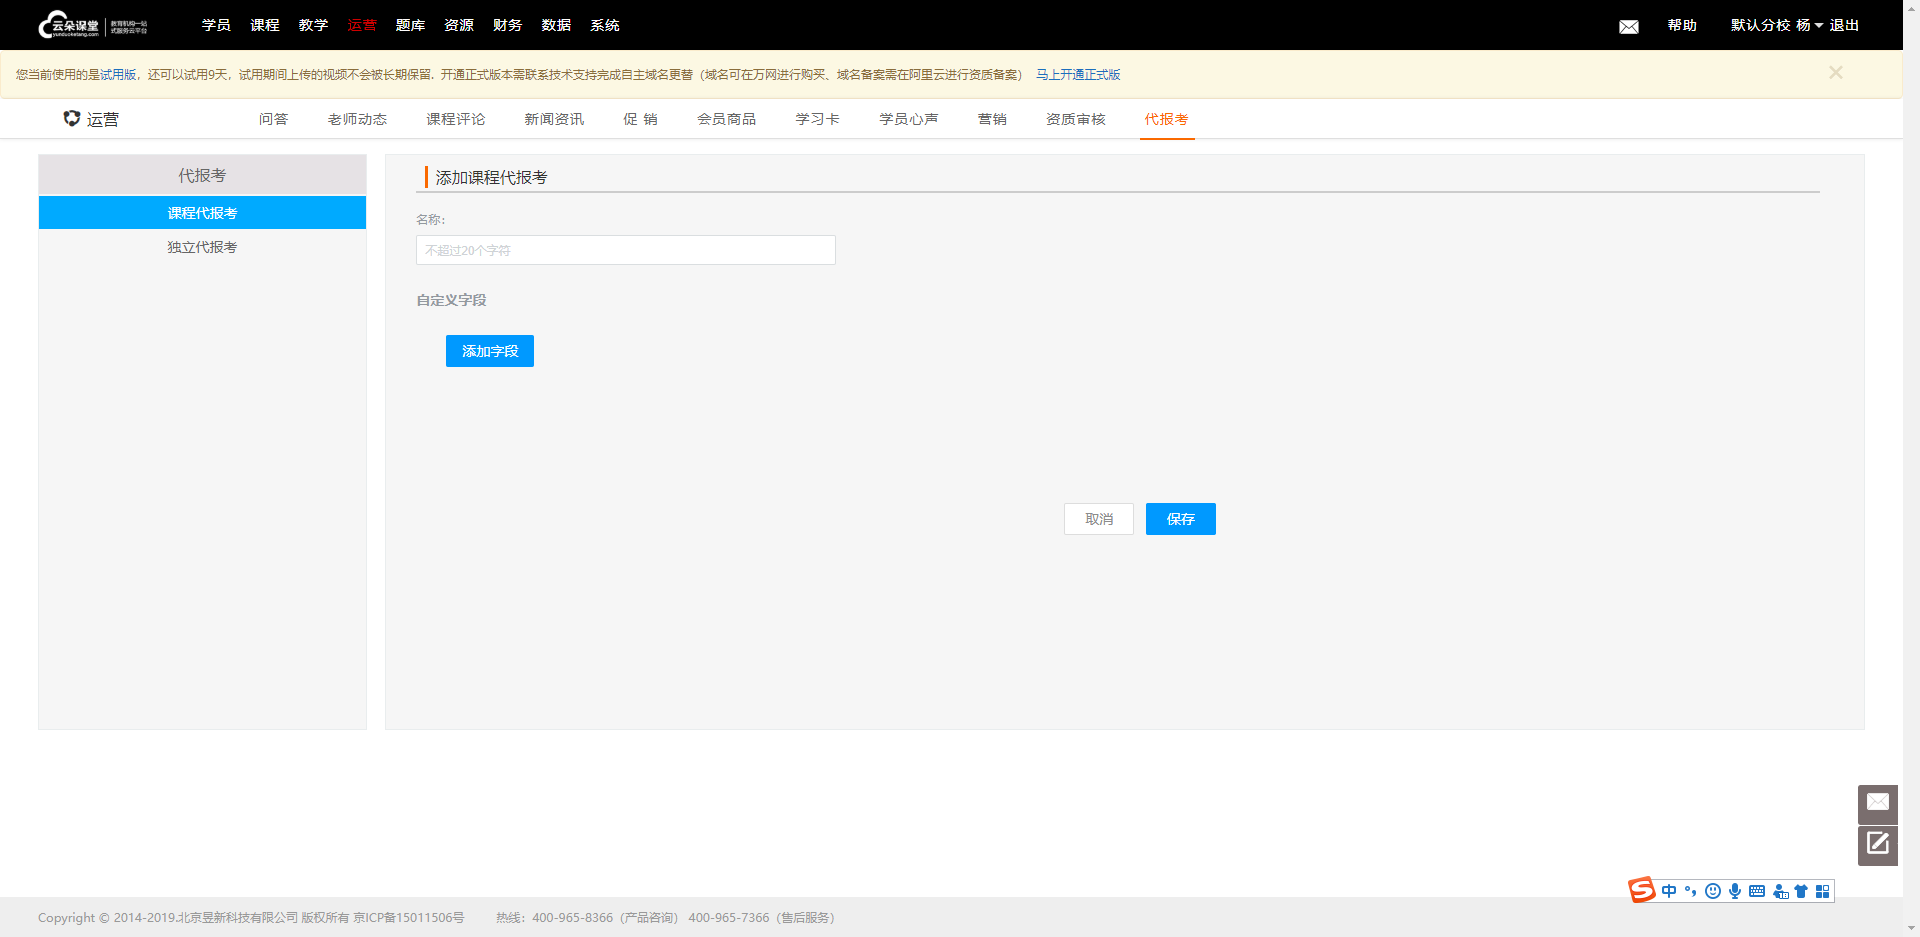 云朵课堂 yunduoketang.com 教育机构一站式服务云平台
学员 课程 教学 运营 题库 资源 财务 数据 系统 帮助 默认分校 杨 退出
您当前使用的是试用版，还可以试用9天，试用期间上传的视频不会被长期保留. 开通正式版本需联系技术支持完成自主域名更替（域名可在万网进行购买、域名备案需在阿里云进行资质备案） 马上开通正式版
运营 问答 老师动态 课程评论 新闻资讯 促 销 会员商品 学习卡 学员心声 营销 资质审核 代报考
代报考
课程代报考
独立代报考
添加课程代报考
名称：
不超过20个字符
自定义字段
添加字段
取消 保存
中
Copyright © 2014-2019.北京昱新科技有限公司 版权所有 京ICP备15011506号 热线：400-965-8366（产品咨询） 400-965-7366（售后服务）